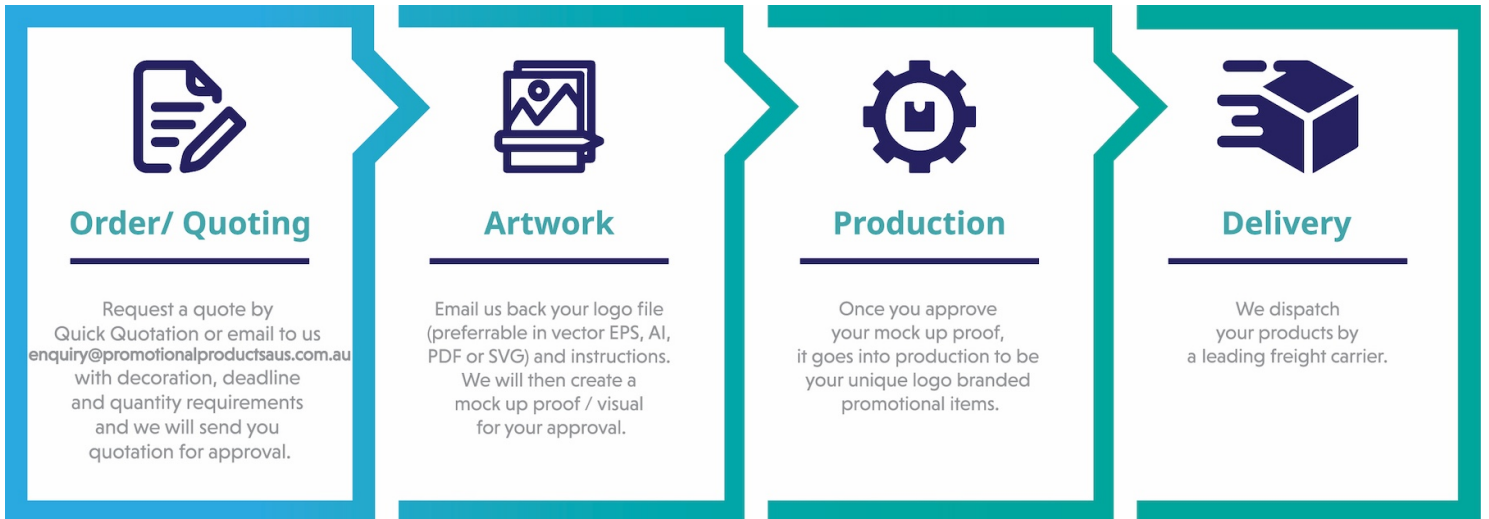 Order/ Quoting
Request a quote by
Quick Quotation or email to us
enquiry@promotionalproductsaus.com.au
with decoration, deadline
and quantity requirements
and we will send you
quotation for approval.
Artwork
Email us back your logo file
(preferrable in vector EPS, AI,
PDF or SVG) and instructions.
We will then create a
mock up proof / visual
for your approval.
Production
Once you approve
your mock up proof,
it goes into production to be
your unique logo branded
promotional items.
Delivery
We dispatch
your products by
a leading freight carrier.